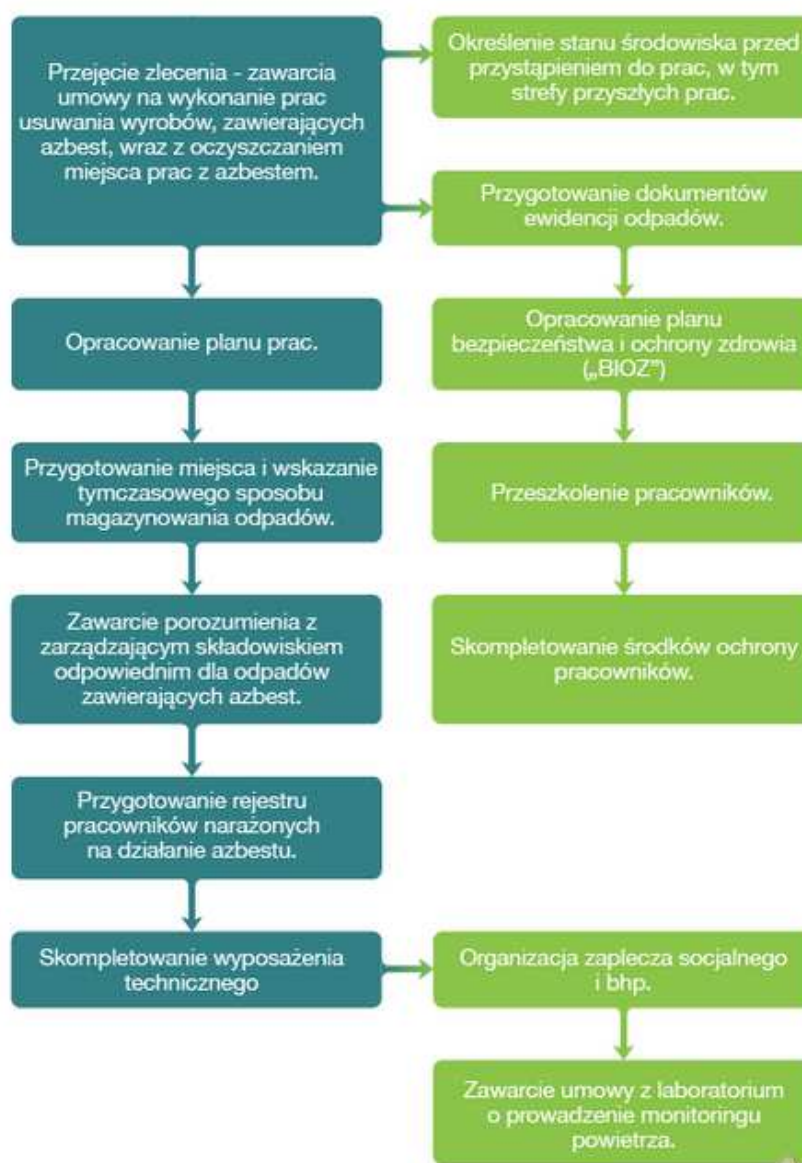 Przejęcie zlecenia - zawarcia
umowy na wykonanie prac
usuwania wyrobów, zawierających
azbest, wraz z oczyszczaniem
miejsca prac z azbestem.
Określenie stanu środowiska przed
przystąpieniem do prac, w tym
strefy przyszłych prac.
Przygotowanie dokumentów
ewidencji odpadów.
Opracowanie planu prac.
Opracowanie planu
bezpieczeństwa i ochrony zdrowia
(„BIOZ”)
Przygotowanie miejsca i wskazanie
tymczasowego sposobu
magazynowania odpadów.
Przeszkolenie pracowników.
Zawarcie porozumienia z
zarządzającym składowiskiem
odpowiednim dla odpadów
zawierających azbest.
Skompletowanie środków ochrony
pracowników.
Przygotowanie rejestru
pracowników narażonych
na działanie azbestu.
Skompletowanie wyposażenia
technicznego
Organizacja zaplecza socjalnego
i bhp.
Zawarcie umowy z laboratorium
o prowadzenie monitoringu
powietrza.